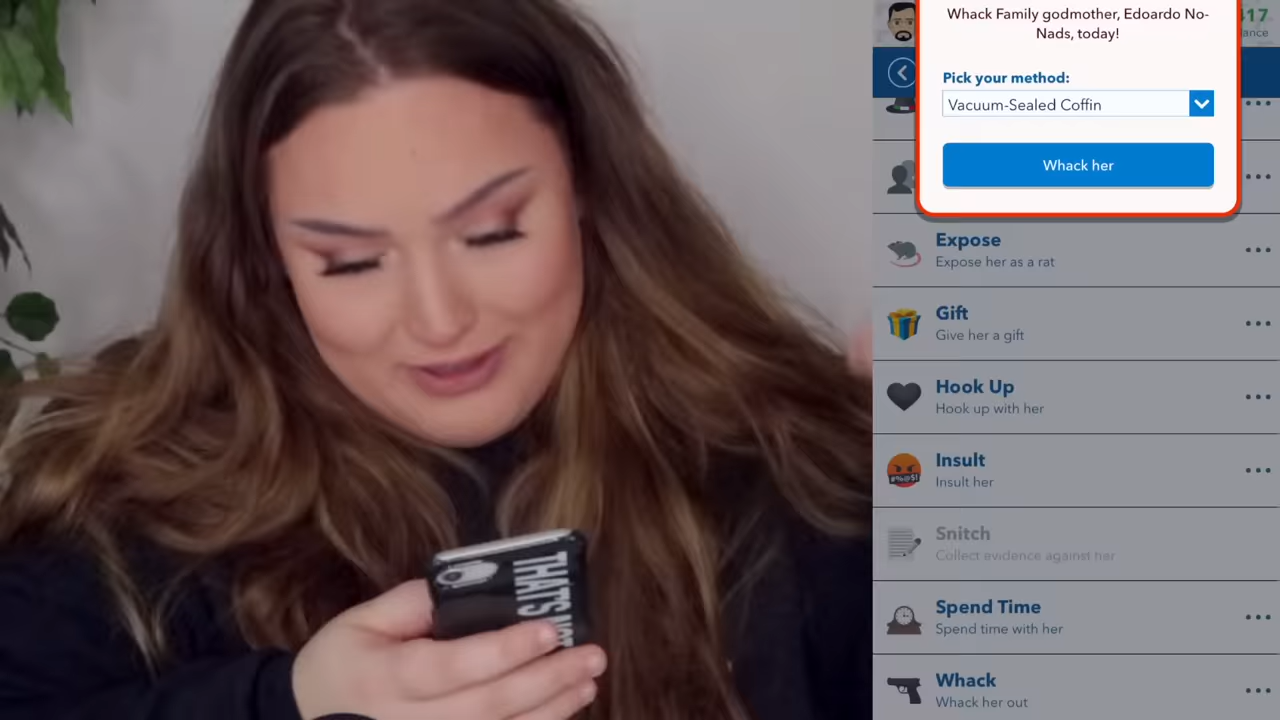 Whack Family godmother, Edoardo No-
Nads, today!
Pick your method:
Vacuum-Sealed Coffin
Whack her
Expose
Expose her as a rat
Gift
Give her a gift
Hook Up
Hook up with her
Insult
#%@$!
Insult her
Snitch
Collect evidence against her
Spend Time
Spend time with her
Whack
Whack her out
THATS